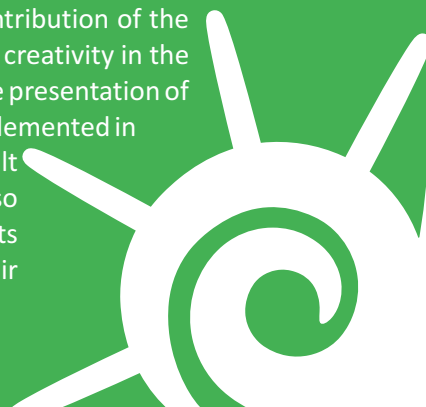 ntribution of the
creativity in the
e presentation of
lemented in
lt
so
ts
ir